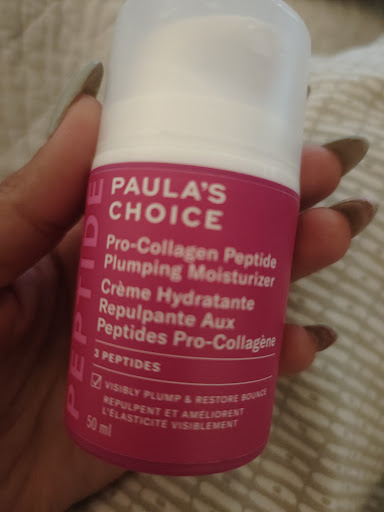 PEPTIDE
PAULA'S
CHOICE
Pro-Collagen Peptide
Plumping Moisturizer
Crème Hydratante
Repulpante Aux
Peptides Pro-Collagène
3 PEPTIDES
VISIBLY PLUMP & RESTORE BOUNCE
REPULPENT ET AMÉLIORENT
L'ÉLASTICITÉ VISIBLEMENT
50 ml